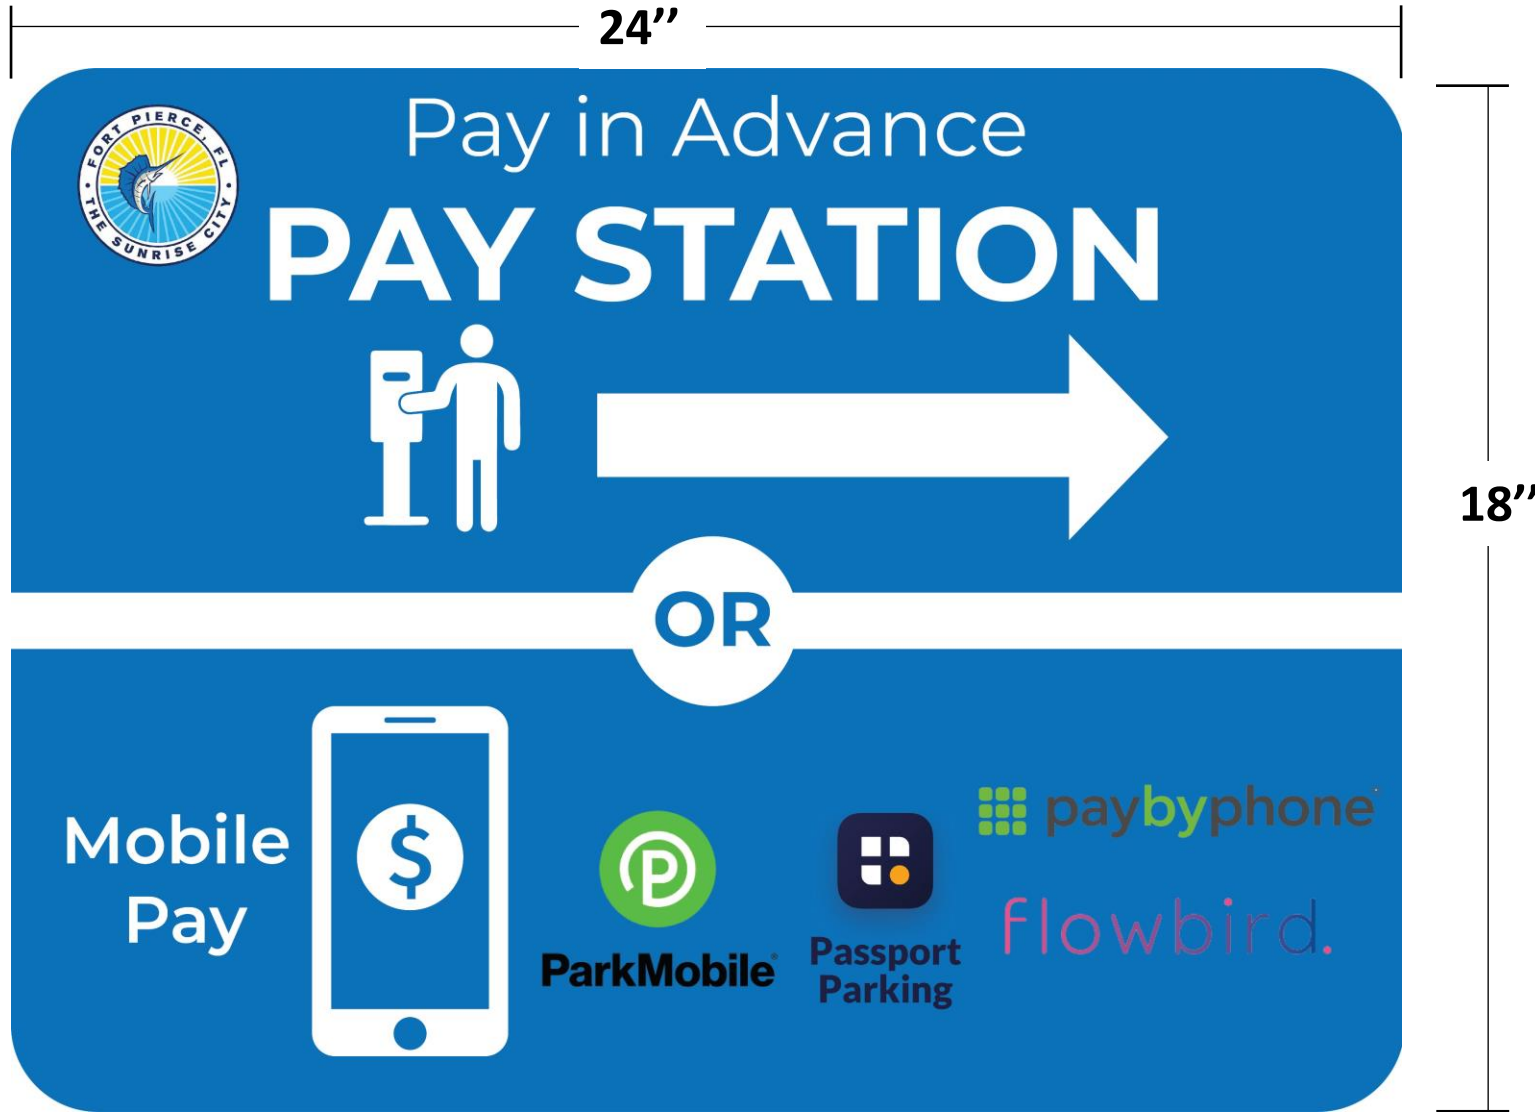 24’’
Pay in Advance
FORT PIERCE, FL
• THE SUNRISE CITY •
PAY STATION
18’’
OR
Mobile
Pay
$
P
ParkMobile
Passport
Parking
paybyphone
flowbird.